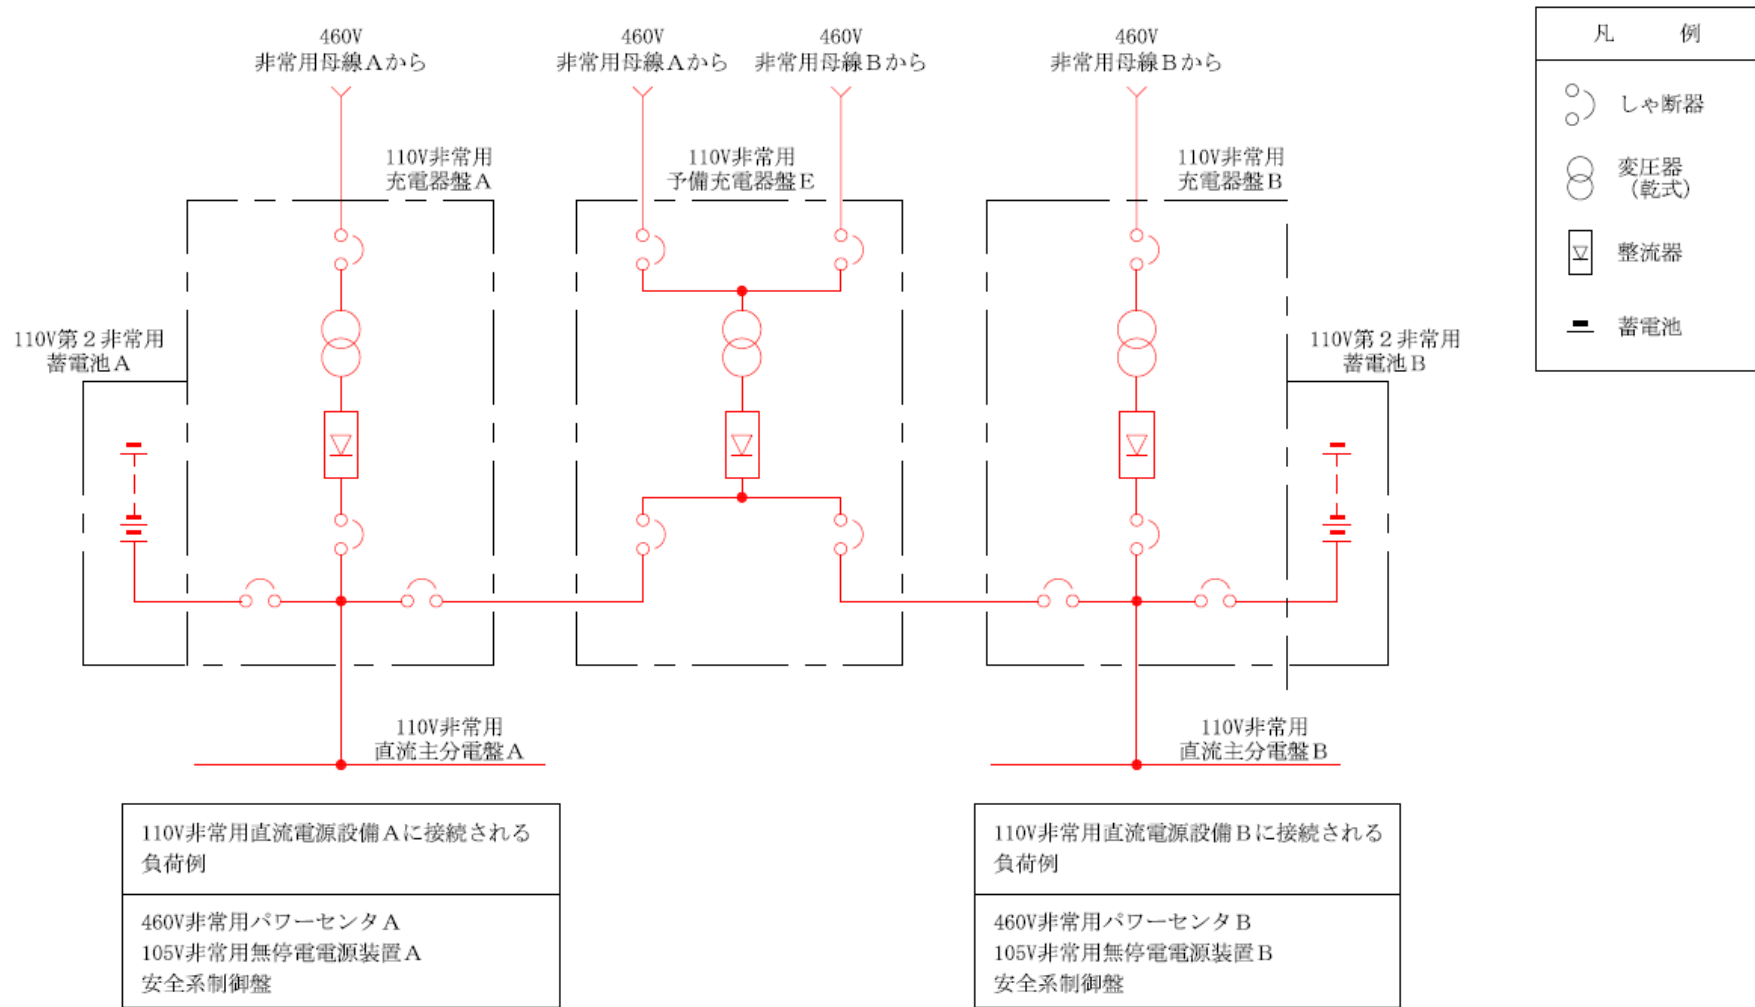 460V
非常用母線Aから
460V
非常用母線Aから
460V
非常用母線Bから
460V
非常用母線Bから
凡　例
しゃ断器
変圧器
(乾式)
整流器
蓄電池
110V非常用
充電器盤A
110V非常用
予備充電器盤E
110V非常用
充電器盤B
110V第2非常用
蓄電池A
110V第2非常用
蓄電池B
110V非常用
直流主分電盤A
110V非常用
直流主分電盤B
110V非常用直流電源設備Aに接続される
負荷例
460V非常用パワーセンタA
105V非常用無停電電源装置A
安全系制御盤
110V非常用直流電源設備Bに接続される
負荷例
460V非常用パワーセンタB
105V非常用無停電電源装置B
安全系制御盤